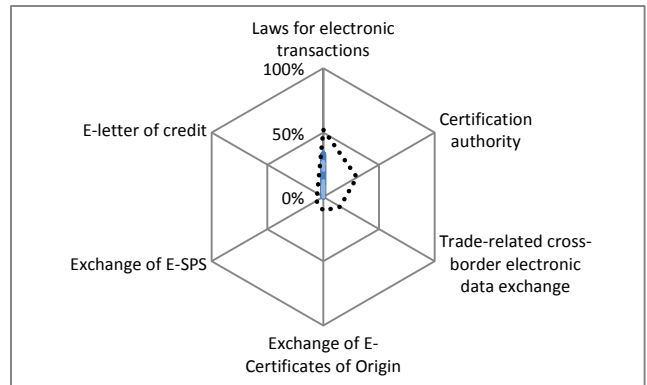 Laws for electronic
transactions
100%
Certification
authority
E-letter of credit
50%
0%
Trade-related cross-
border electronic
data exchange
Exchange of E-SPS
Exchange of E-
Certificates of Origin